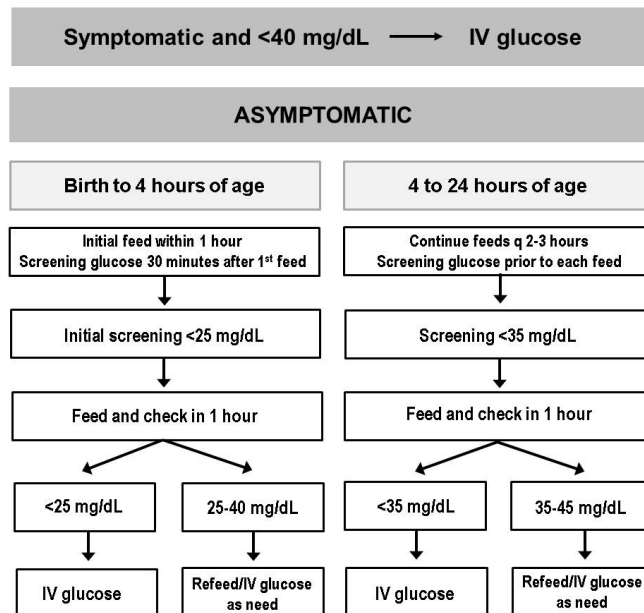 Symptomatic and <40 mg/dL IV glucose
ASYMPTOMATIC
Birth to 4 hours of age
4 to 24 hours of age
Initial feed within 1 hour
Screening glucose 30 minutes after 1st feed
Continue feeds q 2-3 hours
Screening glucose prior to each feed
Initial screening <25 mg/dL
Screening <35 mg/dL
Feed and check in 1 hour
Feed and check in 1 hour
<25 mg/dL
25-40 mg/dL
<35 mg/dL
35-45 mg/dL
IV glucose
Refeed/IV glucose
as need
IV glucose
Refeed/IV glucose
as need